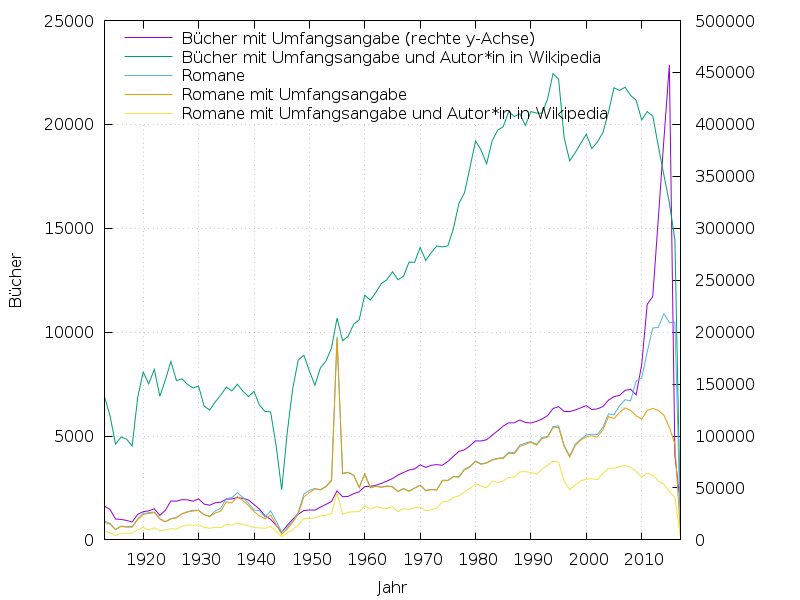 25000
20000
15000
10000
5000
0
500000
450000
400000
350000
300000
250000
200000
150000
100000
50000
0
Bücher mit Umfangsangabe (rechte y-Achse)
Bücher mit Umfangsangabe und Autor*in in Wikipedia
Romane
Romane mit Umfangsangabe
Romane mit Umfangsangabe und Autor*in in Wikipedia
Bücher
1920 1930 1940 1950 1960 1970 1980 1990 2000 2010
Jahr